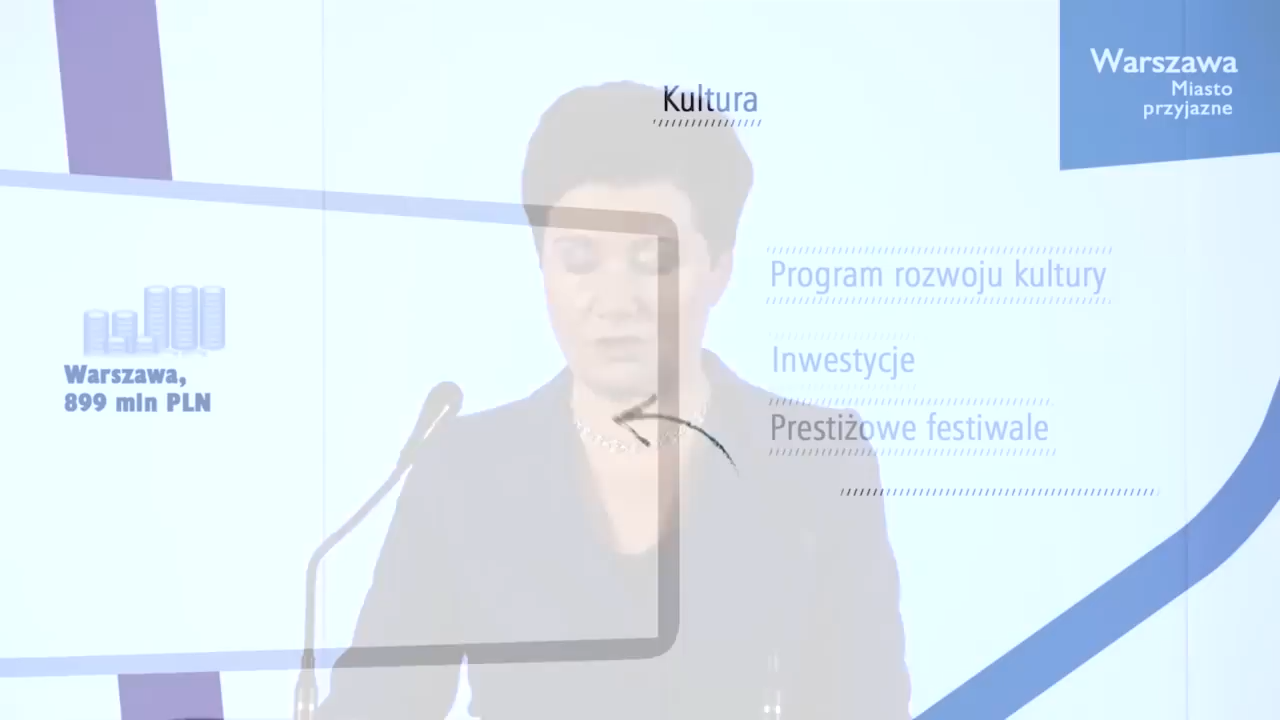 Kultura
Warszawa
Miasto
przyjazne
Program rozwoju kultury
Inwestycje
Prestiżowe festiwale
Warszawa,
899 mln PLN